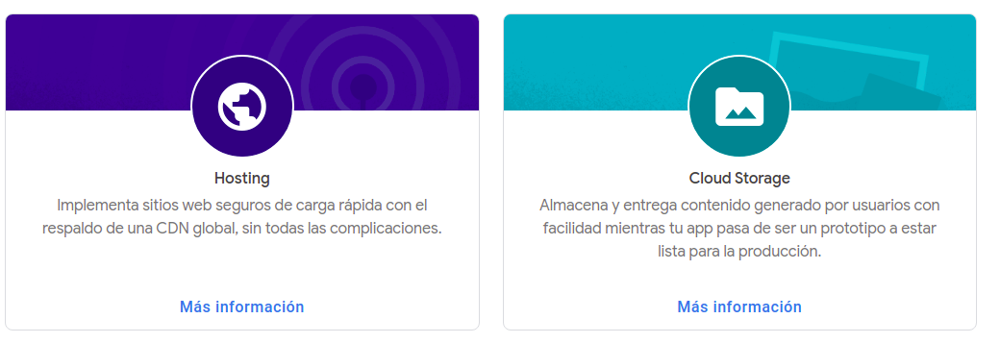 Hosting
Implementa sitios web seguros de carga rápida con el
respaldo de una CDN global, sin todas las complicaciones.
Más información
Cloud Storage
Almacena y entrega contenido generado por usuarios con
facilidad mientras tu app pasa de ser un prototipo a estar
lista para la producción.
Más información